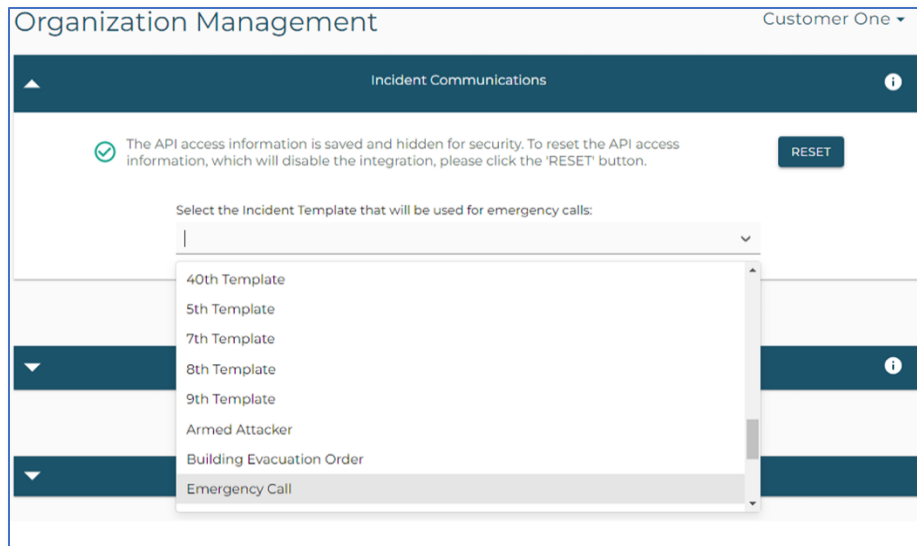 Organization Management
Customer One
Incident Communications
The API access information is saved and hidden for security. To reset the API access
information, which will disable the integration, please click the 'RESET' button.
RESET
Select the Incident Template that will be used for emergency calls:
40th Template
5th Template
7th Template
8th Template
9th Template
Armed Attacker
Building Evacuation Order
Emergency Call